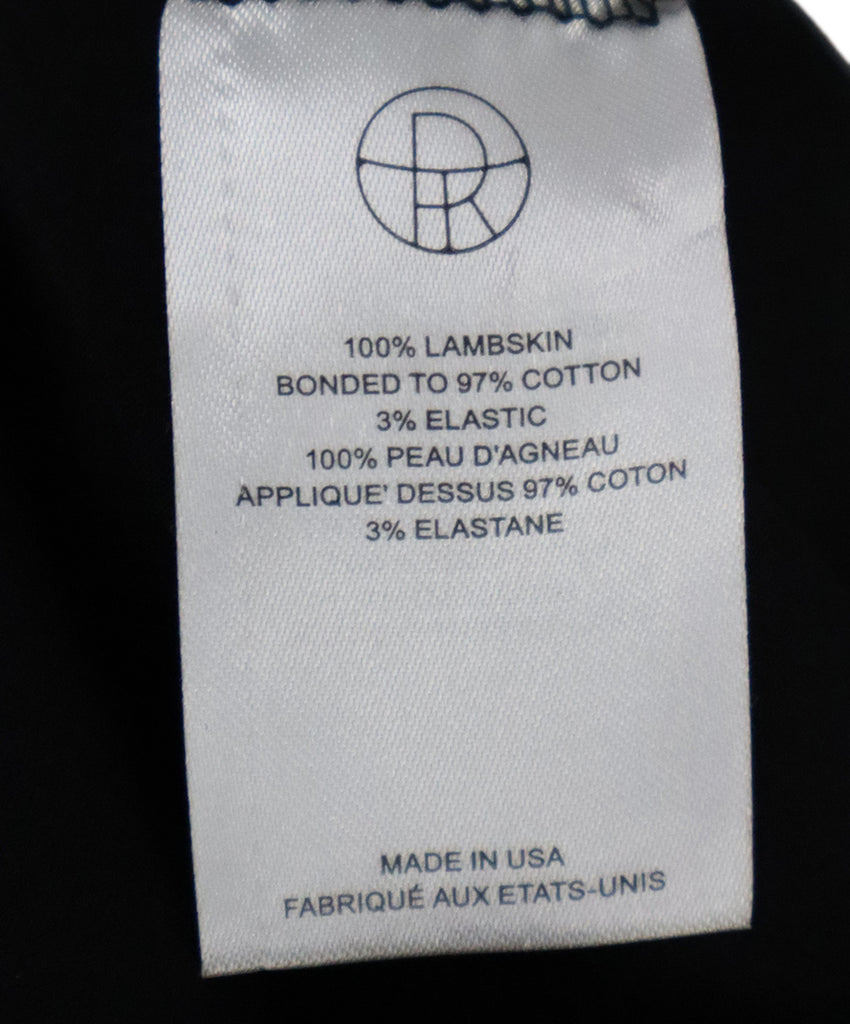 100% LAMBSKIN
BONDED TO 97% COTTON
3% ELASTIC
100% PEAU D'AGNEAU
APPLIQUE' DESSUS 97% COTON
3% ELASTANE
MADE IN USA
FABRIQUÉ AUX ETATS-UNIS